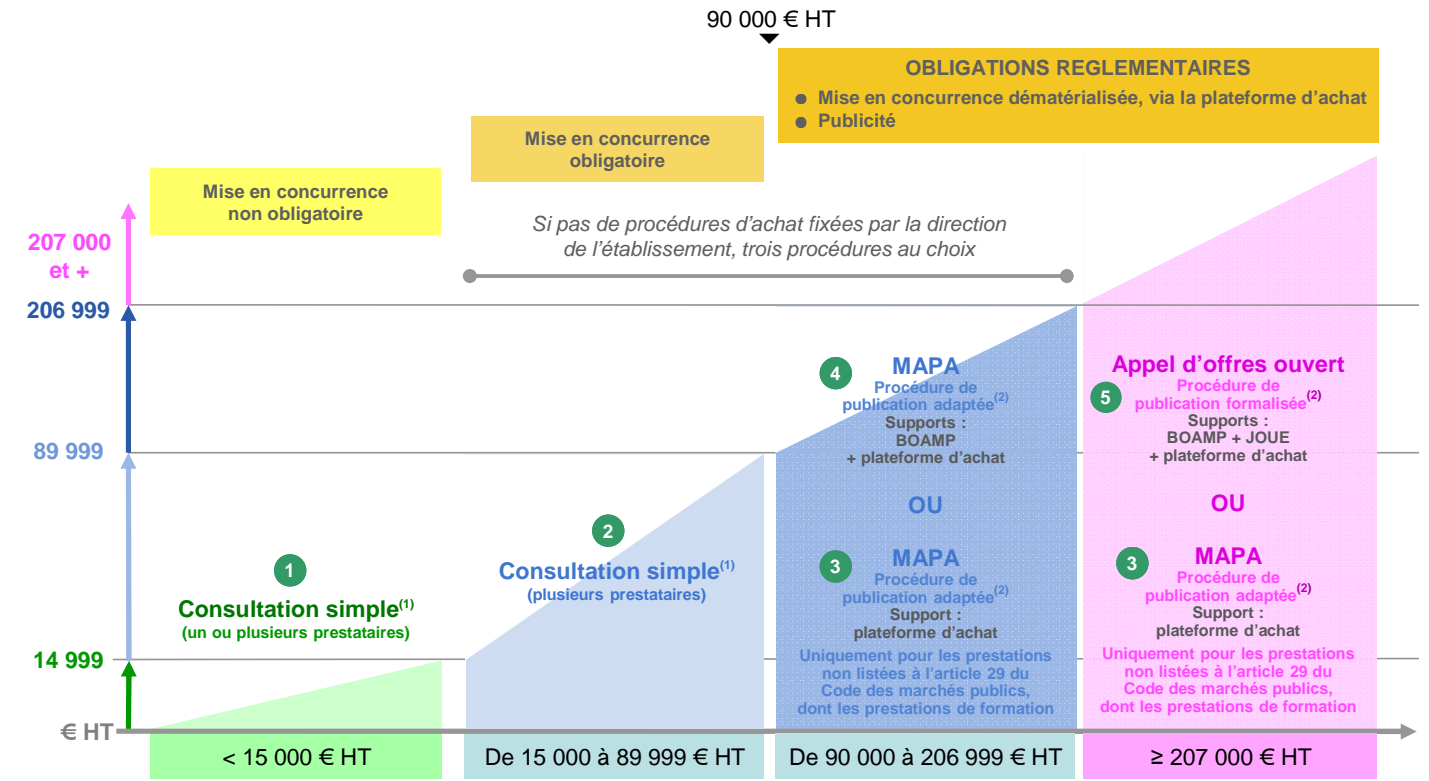 90 000 € HT
OBLIGATIONS REGLEMENTAIRES
● Mise en concurrence dématérialisée, via la plateforme d'achat
● Publicité
Mise en concurrence
obligatoire
Mise en concurrence
non obligatoire
Si pas de procédures d'achat fixées par la direction
de l'établissement, trois procédures au choix
207 000
et +
206 999
89 999
14 999
€ HT
1
Consultation simple(1)
(un ou plusieurs prestataires)
2
Consultation simple(1)
(plusieurs prestataires)
4
MAPA
Procédure de
publication adaptée(2)
Supports :
BOAMP
+ plateforme d'achat
OU
3
MAPA
Procédure de
publication adaptée(2)
Support :
plateforme d'achat
Uniquement pour les prestations
non listées à l'article 29 du
Code des marchés publics,
dont les prestations de formation
5
Appel d'offres ouvert
Procédure de
publication formalisée(2)
Supports :
BOAMP + JOUE
+ plateforme d'achat
OU
3
MAPA
Procédure de
publication adaptée(2)
Support :
plateforme d'achat
Uniquement pour les prestations
non listées à l'article 29 du
Code des marchés publics,
dont les prestations de formation
< 15 000 € HT
De 15 000 à 89 999 € HT
De 90 000 à 206 999 € HT
≥ 207 000 € HT